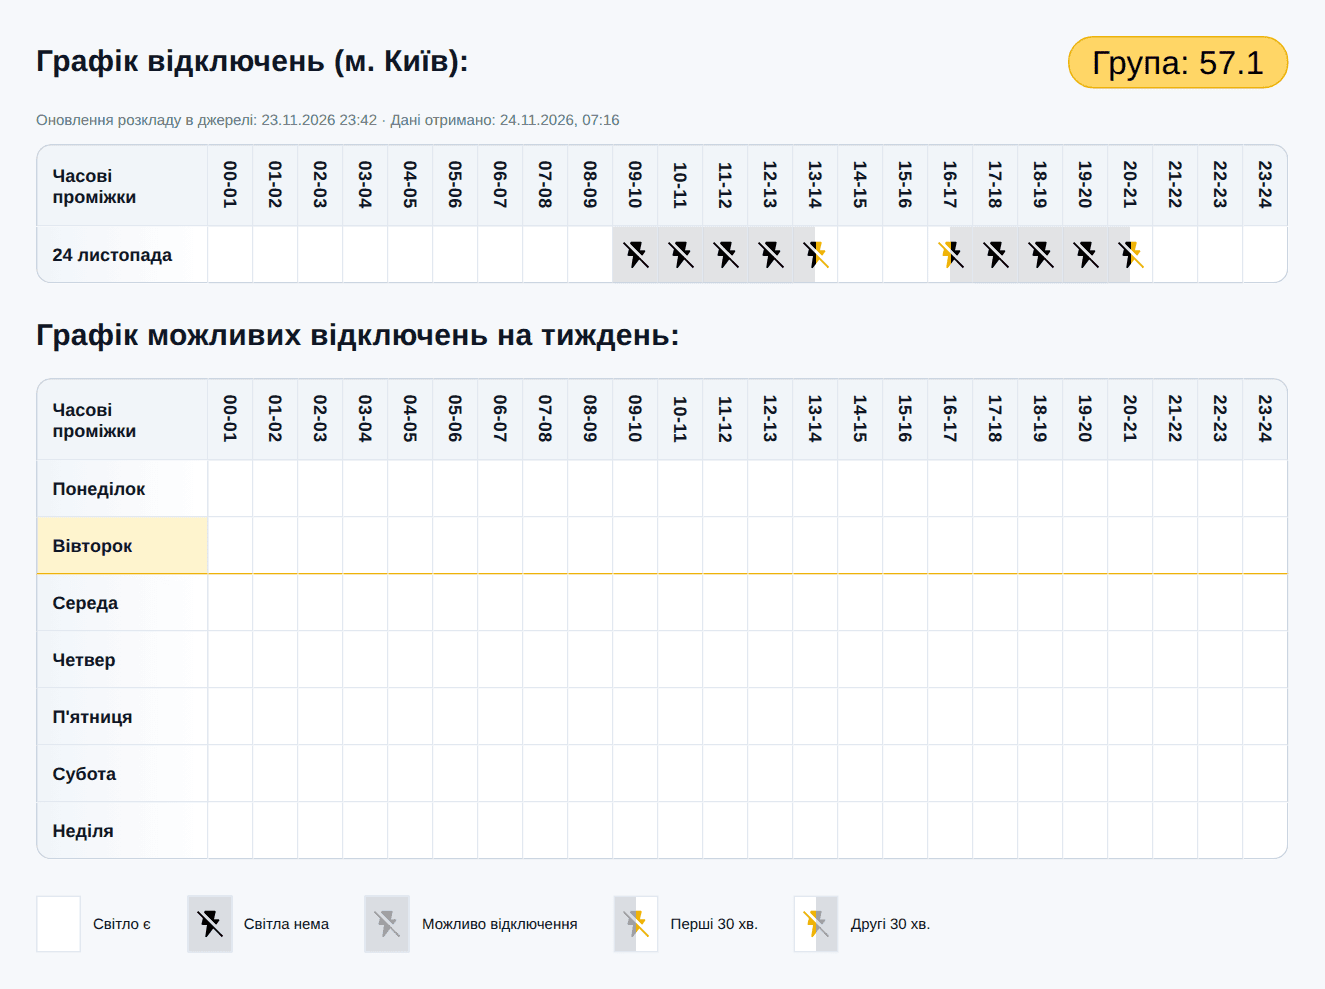 Графік відключень (м. Київ):
Група: 57.1
Оновлення розкладу в джерелі: 23.11.2026 23:42 · Дані отримано: 24.11.2026, 07:16
Часові
проміжки
00-01 01-02 02-03 03-04 04-05 05-06 06-07 07-08 08-09 09-10 10-11 11-12 12-13 13-14 14-15 15-16 16-17 17-18 18-19 19-20 20-21 21-22 22-23 23-24
24 листопада
Графік можливих відключень на тиждень:
Часові
проміжки
00-01 01-02 02-03 03-04 04-05 05-06 06-07 07-08 08-09 09-10 10-11 11-12 12-13 13-14 14-15 15-16 16-17 17-18 18-19 19-20 20-21 21-22 22-23 23-24
Понеділок
Вівторок
Середа
Четвер
П'ятниця
Субота
Неділя
Світло є Світла нема Можливо відключення Перші 30 хв. Другі 30 хв.